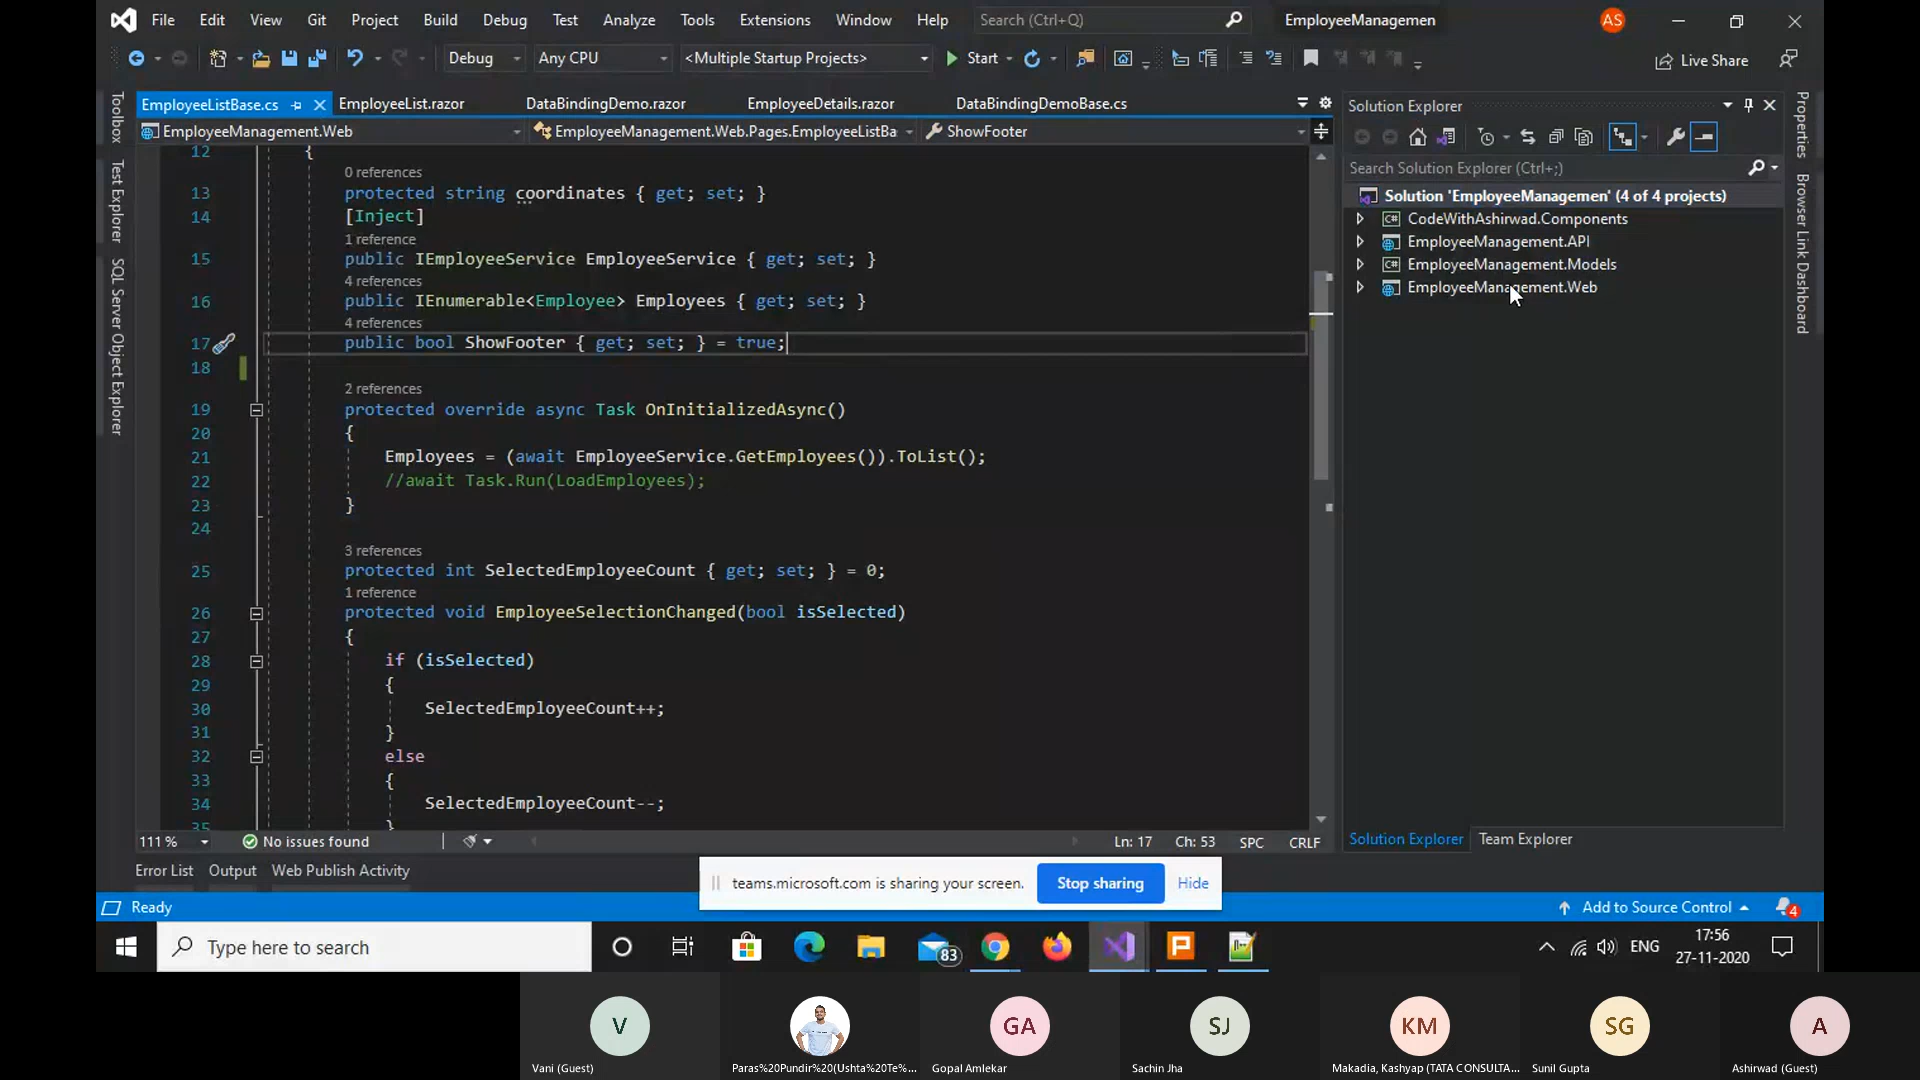 File Edit View Git Project Build Debug Test Analyze Tools Extensions Window Help Search (Ctrl+Q) EmployeeManagemen AS
Debug Any CPU <Multiple Startup Projects> Start Live Share
EmployeeListBase.cs EmployeeList.razor DataBindingDemo.razor EmployeeDetails.razor DataBindingDemoBase.cs
EmployeeManagement.Web EmployeeManagement.Web.Pages.EmployeeListBa ShowFooter
12 {
0 references
13 protected string coordinates { get; set; }
14 [Inject]
1 reference
15 public IEmployeeService EmployeeService { get; set; }
4 references
16 public IEnumerable<Employee> Employees { get; set; }
4 references
17 public bool ShowFooter { get; set; } = true;
18
2 references
19 protected override async Task OnInitializedAsync()
20 {
21 Employees = (await EmployeeService.GetEmployees()).ToList();
22 //await Task.Run(LoadEmployees);
23 }
24
3 references
25 protected int SelectedEmployeeCount { get; set; } = 0;
1 reference
26 protected void EmployeeSelectionChanged(bool isSelected)
27 {
28 if (isSelected)
29 {
30 SelectedEmployeeCount++;
31 }
32 else
33 {
34 SelectedEmployeeCount--;
35 }
111 % No issues found Ln: 17 Ch: 53 SPC CRLF
Error List Output Web Publish Activity
Toolbox
Test Explorer
SQL Server Object Explorer
Solution Explorer
Search Solution Explorer (Ctrl+;)
Solution 'EmployeeManagemen' (4 of 4 projects)
CodeWithAshirwad.Components
EmployeeManagement.API
EmployeeManagement.Models
EmployeeManagement.Web
Solution Explorer Team Explorer
Properties
Browser Link Dashboard
teams.microsoft.com is sharing your screen. Stop sharing Hide
Ready Add to Source Control 4
Type here to search 83 ENG 17:56
27-11-2020
V GA SJ KM SG A
Vani (Guest) Paras%20Pundir%20(Ushta%20Te%... Gopal Amlekar Sachin Jha Makadia, Kashyap (TATA CONSULTA... Sunil Gupta Ashirwad (Guest)